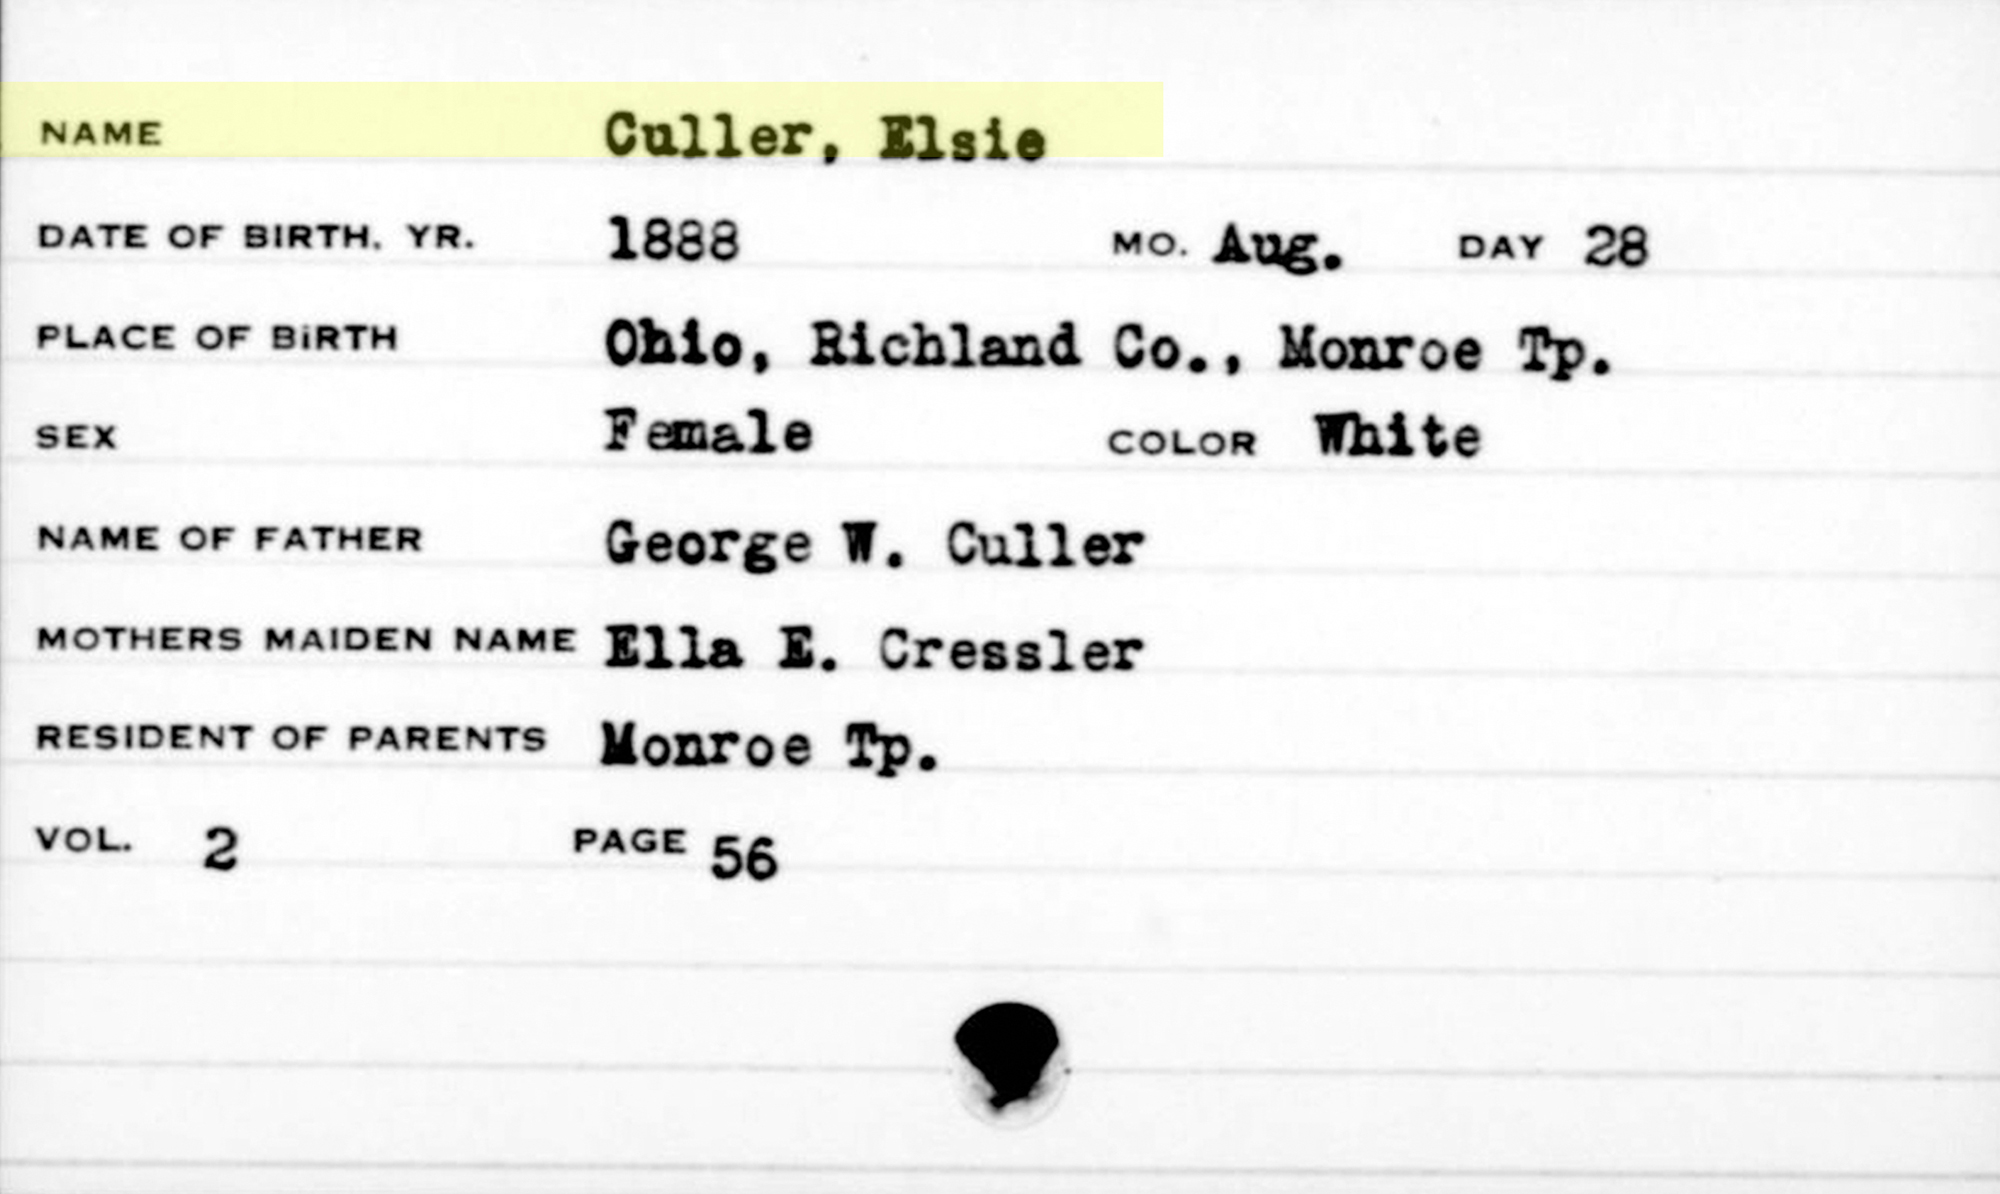 NAME Culler, Elsie
DATE OF BIRTH. YR. 1888 MO. Aug. DAY 28
PLACE OF BiRTH Ohio, Richland Co., Monroe Tp.
SEX Female COLOR White
NAME OF FATHER George W. Culler
MOTHERS MAIDEN NAME Ella E. Cressler
RESIDENT OF PARENTS Monroe Tp.
VOL. 2 PAGE 56